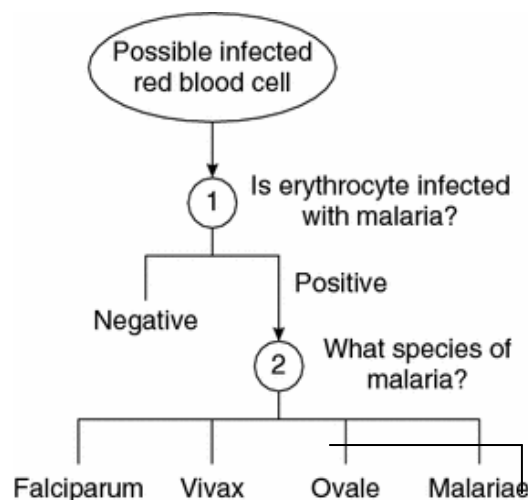 Possible infected
red blood cell
1
Is erythrocyte infected
with malaria?
Positive
Negative
2
What species of
malaria?
Falciparum Vivax Ovale Malariae